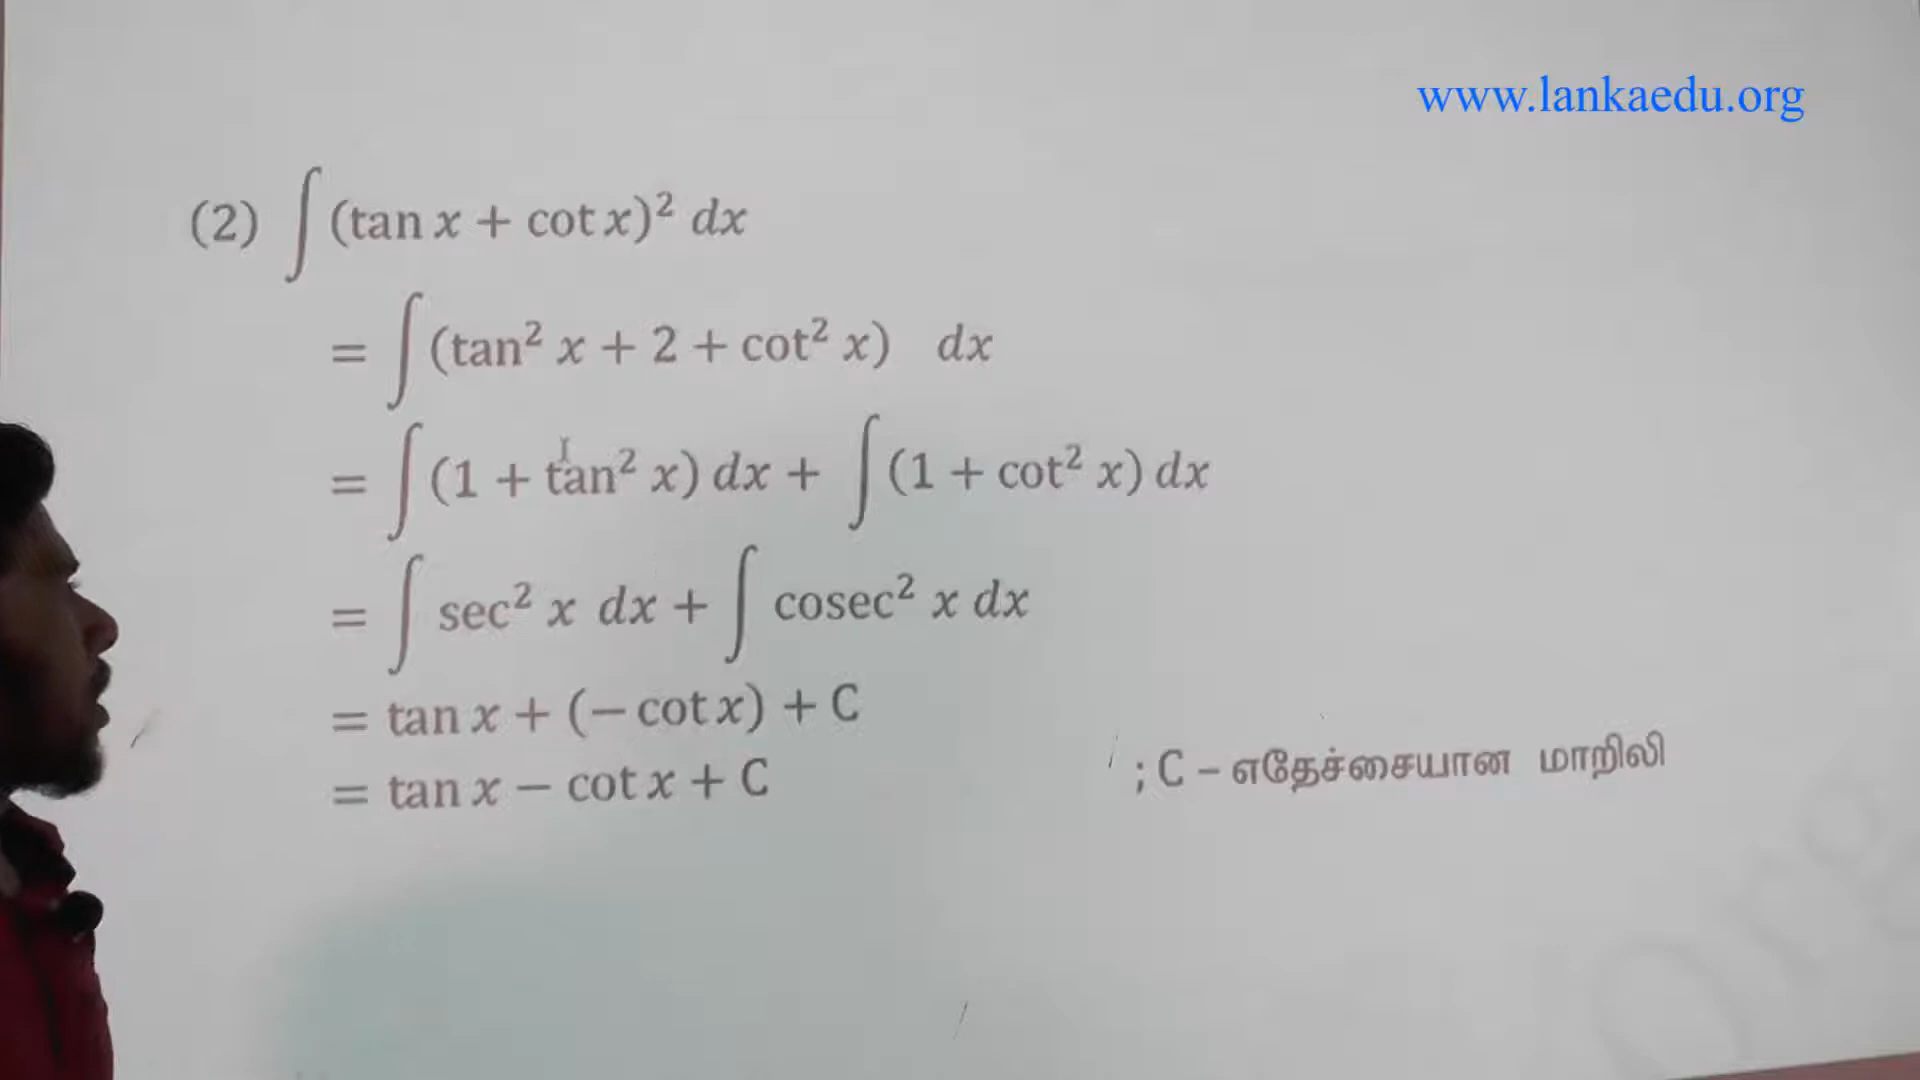 www.lankaedu.org
(2) ∫ (tan x + cot x)² dx
= ∫ (tan² x + 2 + cot² x) dx
= ∫ (1 + tan² x) dx + ∫ (1 + cot² x) dx
= ∫ sec² x dx + ∫ cosec² x dx
= tan x + (− cot x) + C
= tan x − cot x + C ; C – எதேச்சையான மாறிலி
org